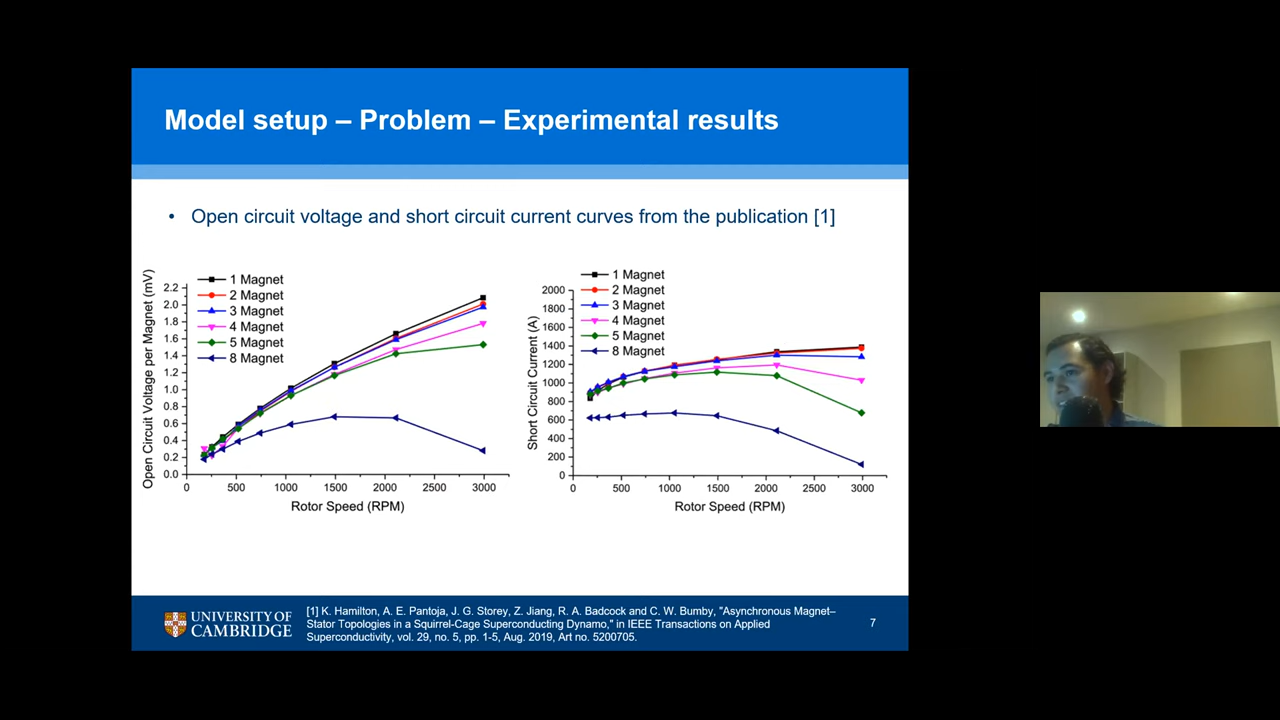 Model setup – Problem – Experimental results
• Open circuit voltage and short circuit current curves from the publication [1]
Open Circuit Voltage per Magnet (mV)
2.2
2.0
1.8
1.6
1.4
1.2
1.0
0.8
0.6
0.4
0.2
0.0
1 Magnet
2 Magnet
3 Magnet
4 Magnet
5 Magnet
8 Magnet
0 500 1000 1500 2000 2500 3000
Rotor Speed (RPM)
Short Circuit Current (A)
2000
1800
1600
1400
1200
1000
800
600
400
200
0
1 Magnet
2 Magnet
3 Magnet
4 Magnet
5 Magnet
8 Magnet
0 500 1000 1500 2000 2500 3000
Rotor Speed (RPM)
UNIVERSITY OF
CAMBRIDGE
[1] K. Hamilton, A. E. Pantoja, J. G. Storey, Z. Jiang, R. A. Badcock and C. W. Bumby, "Asynchronous Magnet–
Stator Topologies in a Squirrel-Cage Superconducting Dynamo," in IEEE Transactions on Applied
Superconductivity, vol. 29, no. 5, pp. 1-5, Aug. 2019, Art no. 5200705.
7